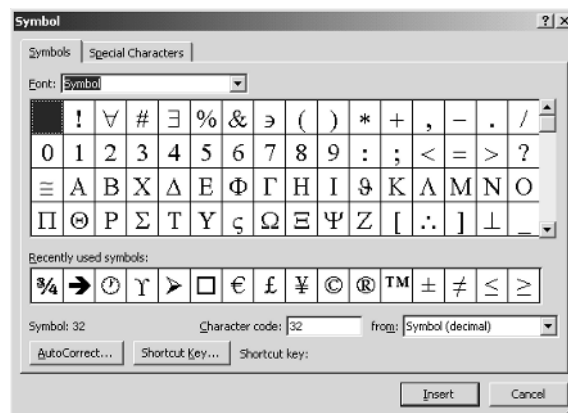 Symbol
Symbols Special Characters
Font: Symbol
! ∀ # ∃ % & ϶ ( ) * + , − . /
0 1 2 3 4 5 6 7 8 9 : ; < = > ?
≅ Α Β Χ Δ Ε Φ Γ Η Ι ϑ Κ Λ Μ Ν Ο
Π Θ Ρ Σ Τ Υ ς Ω Ξ Ψ Ζ [ ∴ ] ⊥ _
Recently used symbols:
¾ ➔ 🕐 ϒ ➢ □ € £ ¥ © ® ™ ± ≠ ≤ ≥
Symbol: 32 Character code: 32 from: Symbol (decimal)
AutoCorrect... Shortcut Key... Shortcut key:
Insert Cancel